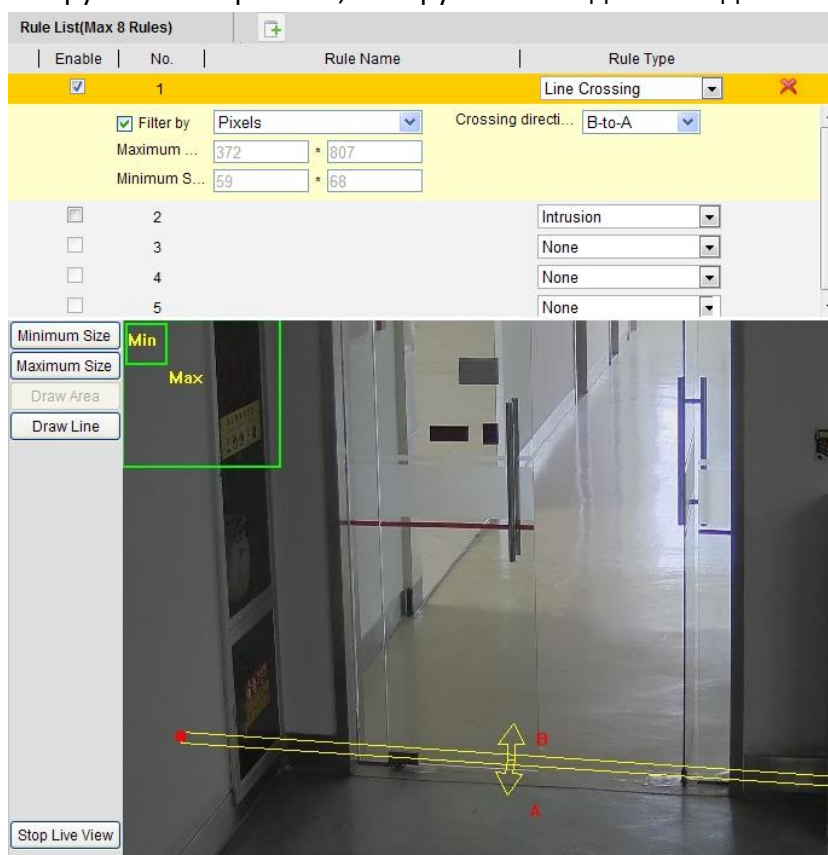 Rule List(Max 8 Rules)
Enable No. Rule Name Rule Type
1 Line Crossing
Filter by Pixels Crossing directi... B-to-A
Maximum ... 372 * 807
Minimum S... 59 * 68
2 Intrusion
3 None
4 None
5 None
Minimum Size
Maximum Size
Draw Area
Draw Line
Min
Max
B
A
Stop Live View